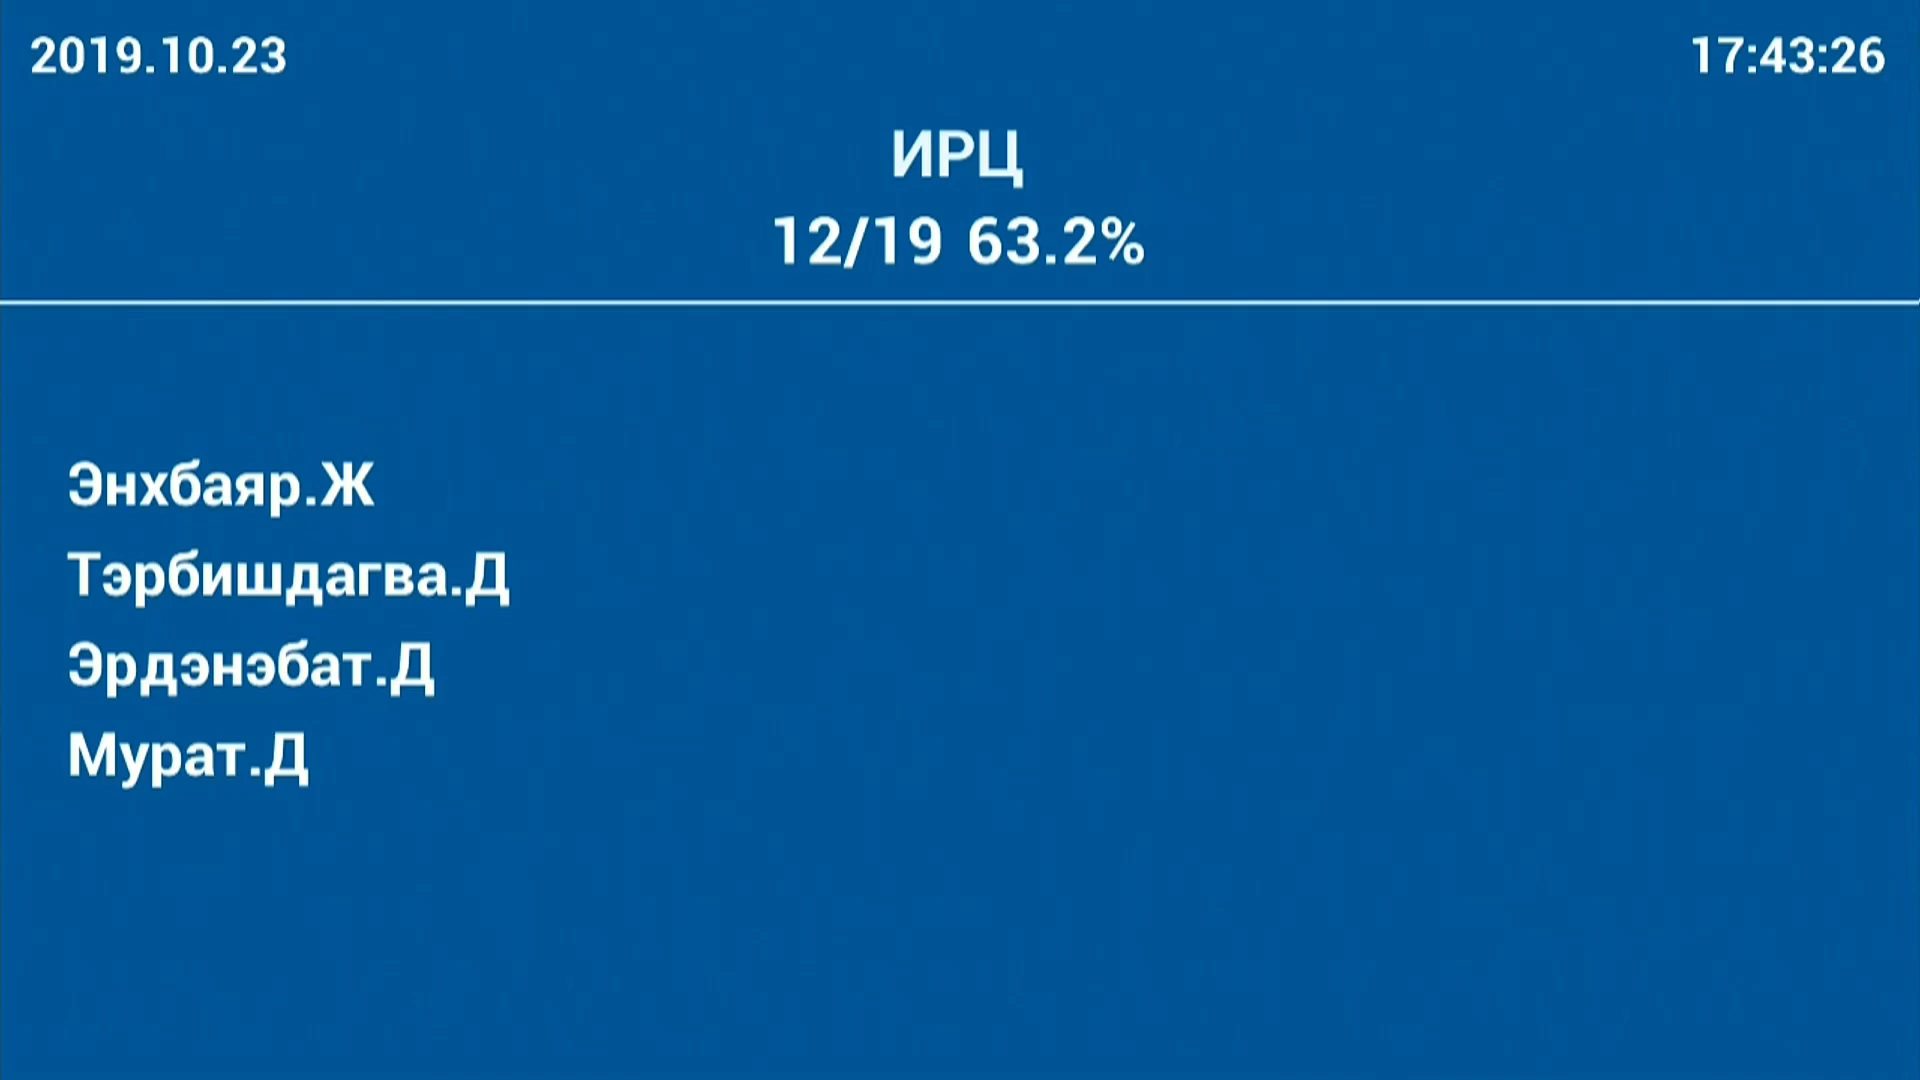 2019.10.23
17:43:26
ИРЦ
12/19 63.2%
Энхбаяр.Ж
Тэрбишдагва.Д
Эрдэнэбат.Д
Мурат.Д